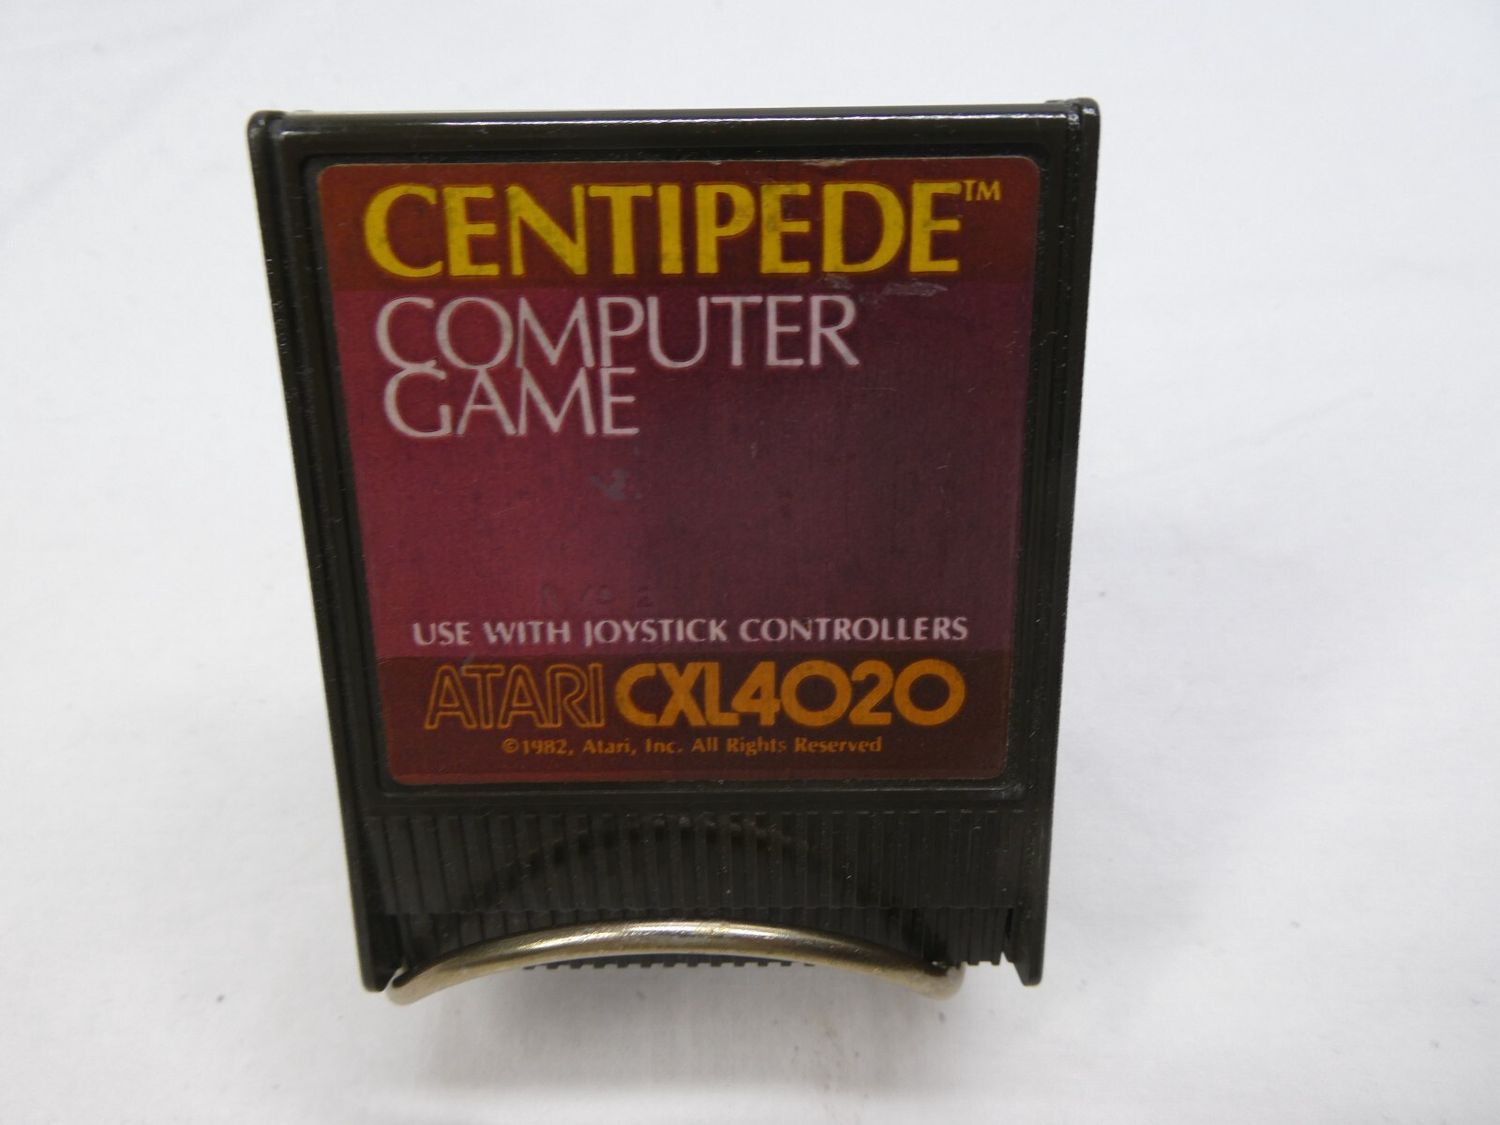 CENTIPEDE™
COMPUTER
GAME
USE WITH JOYSTICK CONTROLLERS
ATARI CXL4020
©1982, Atari, Inc. All Rights Reserved